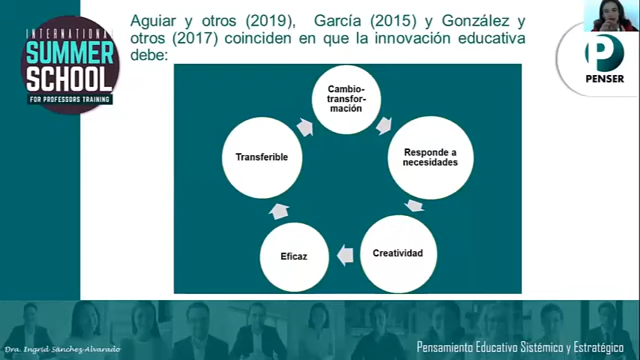 Aguiar y otros (2019), García (2015) y González y
otros (2017) coinciden en que la innovación educativa
debe:
INTERNATIONAL
SUMMER
SCHOOL
FOR PROFESSORS TRAINING
P
PENSER
Cambio-
transfor-
mación
Responde a
necesidades
Creatividad
Eficaz
Transferible
Dra. Ingrid Sánchez Alvarado
Pensamiento Educativo Sistémico y Estratégico